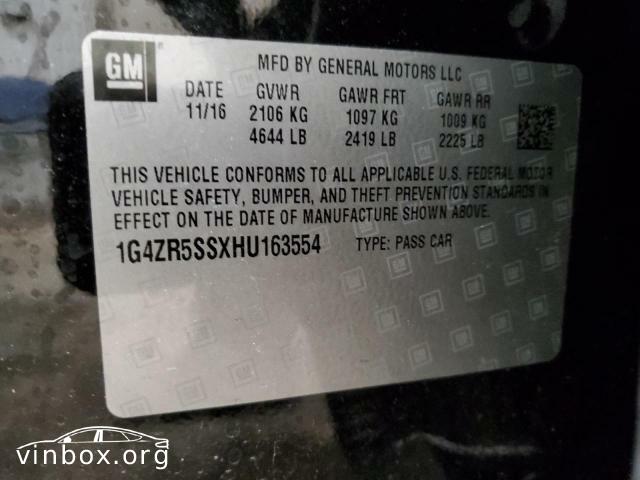 GM
MFD BY GENERAL MOTORS LLC
DATE GVWR GAWR FRT GAWR RR
11/16 2106 KG 1097 KG 1009 KG
4644 LB 2419 LB 2225 LB
THIS VEHICLE CONFORMS TO ALL APPLICABLE U.S. FEDERAL MOTOR
VEHICLE SAFETY, BUMPER, AND THEFT PREVENTION STANDARDS IN
EFFECT ON THE DATE OF MANUFACTURE SHOWN ABOVE.
1G4ZR5SSXHU163554 TYPE: PASS CAR
vinbox.org